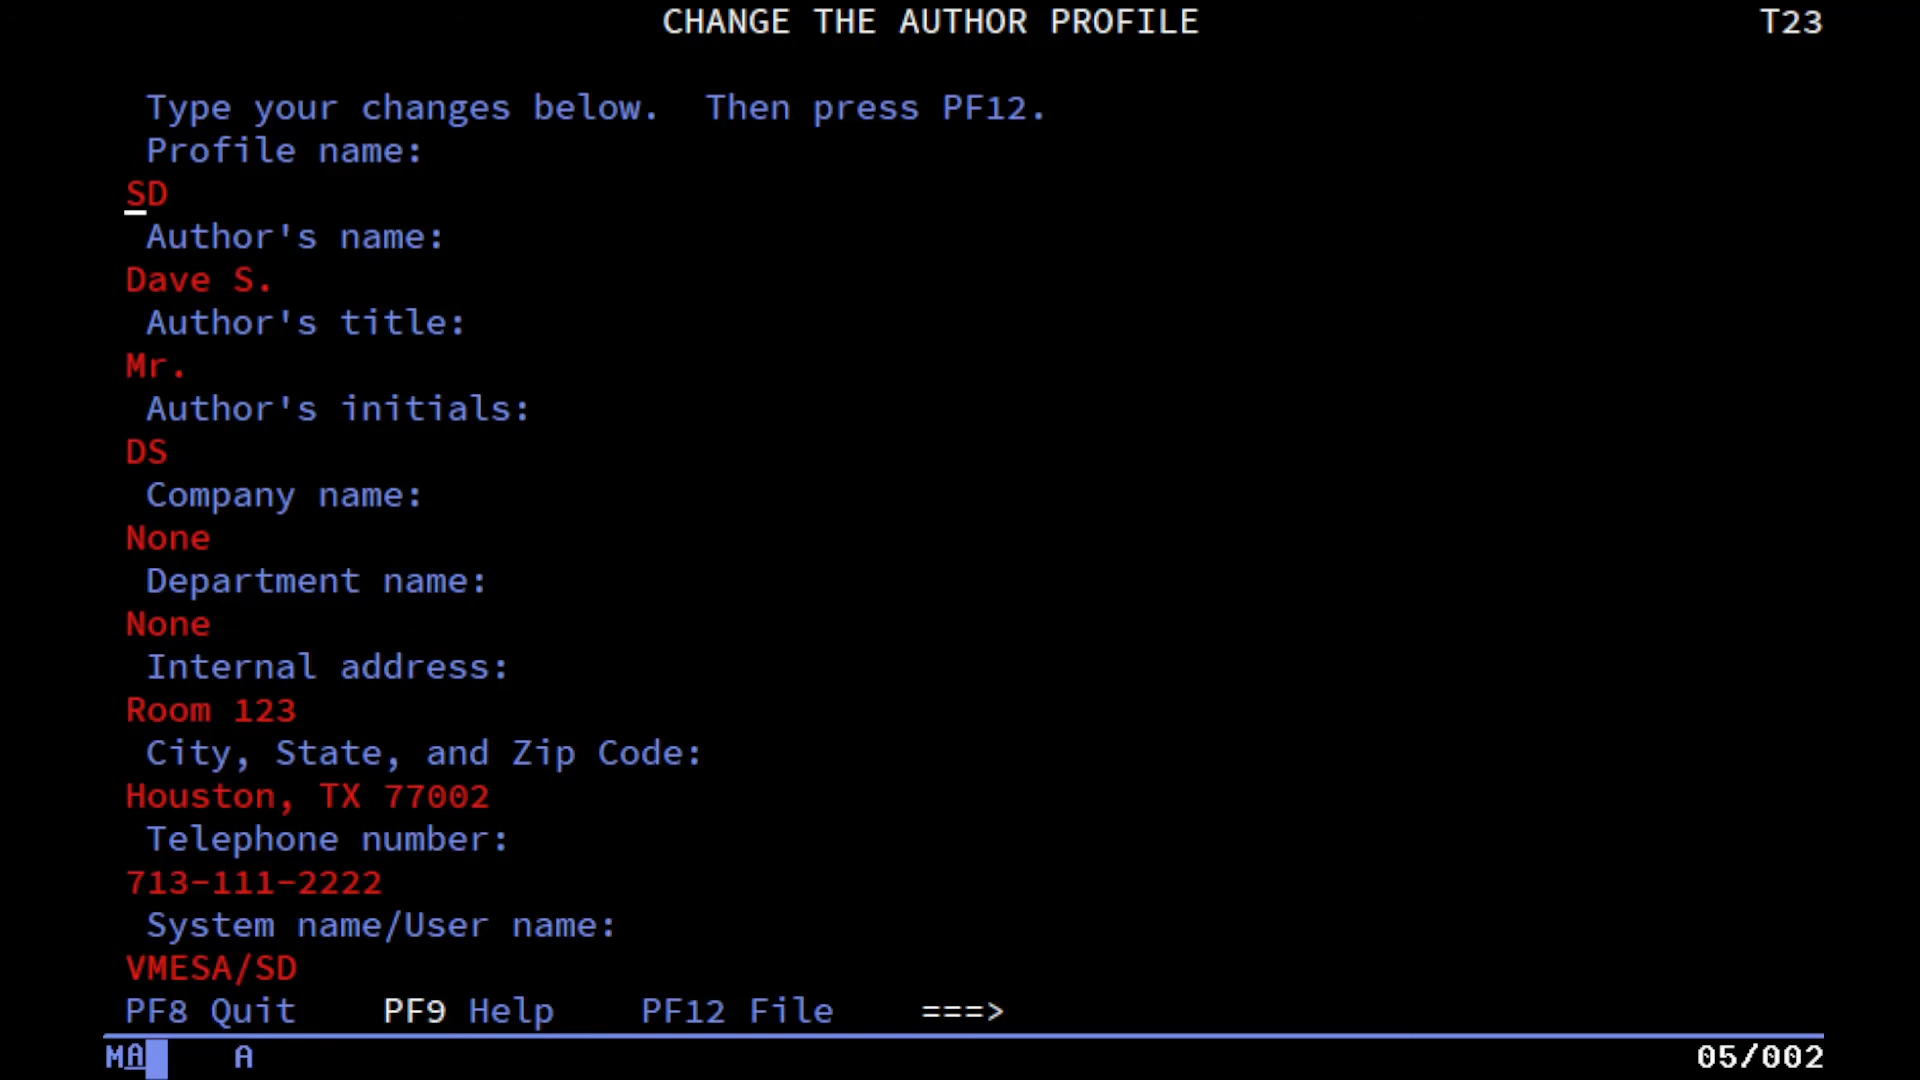 CHANGE THE AUTHOR PROFILE T23
Type your changes below. Then press PF12.
Profile name:
SD
Author's name:
Dave S.
Author's title:
Mr.
Author's initials:
DS
Company name:
None
Department name:
None
Internal address:
Room 123
City, State, and Zip Code:
Houston, TX 77002
Telephone number:
713-111-2222
System name/User name:
VMESA/SD
PF8 Quit PF9 Help PF12 File ===>
MA A 05/002